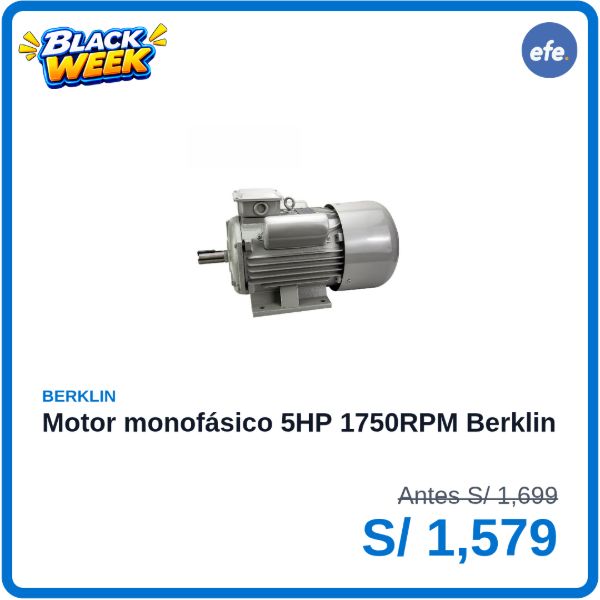 BLACK
WEEK
efe.
BERKLIN
Motor monofásico 5HP 1750RPM Berklin
Antes S/ 1,699
S/ 1,579